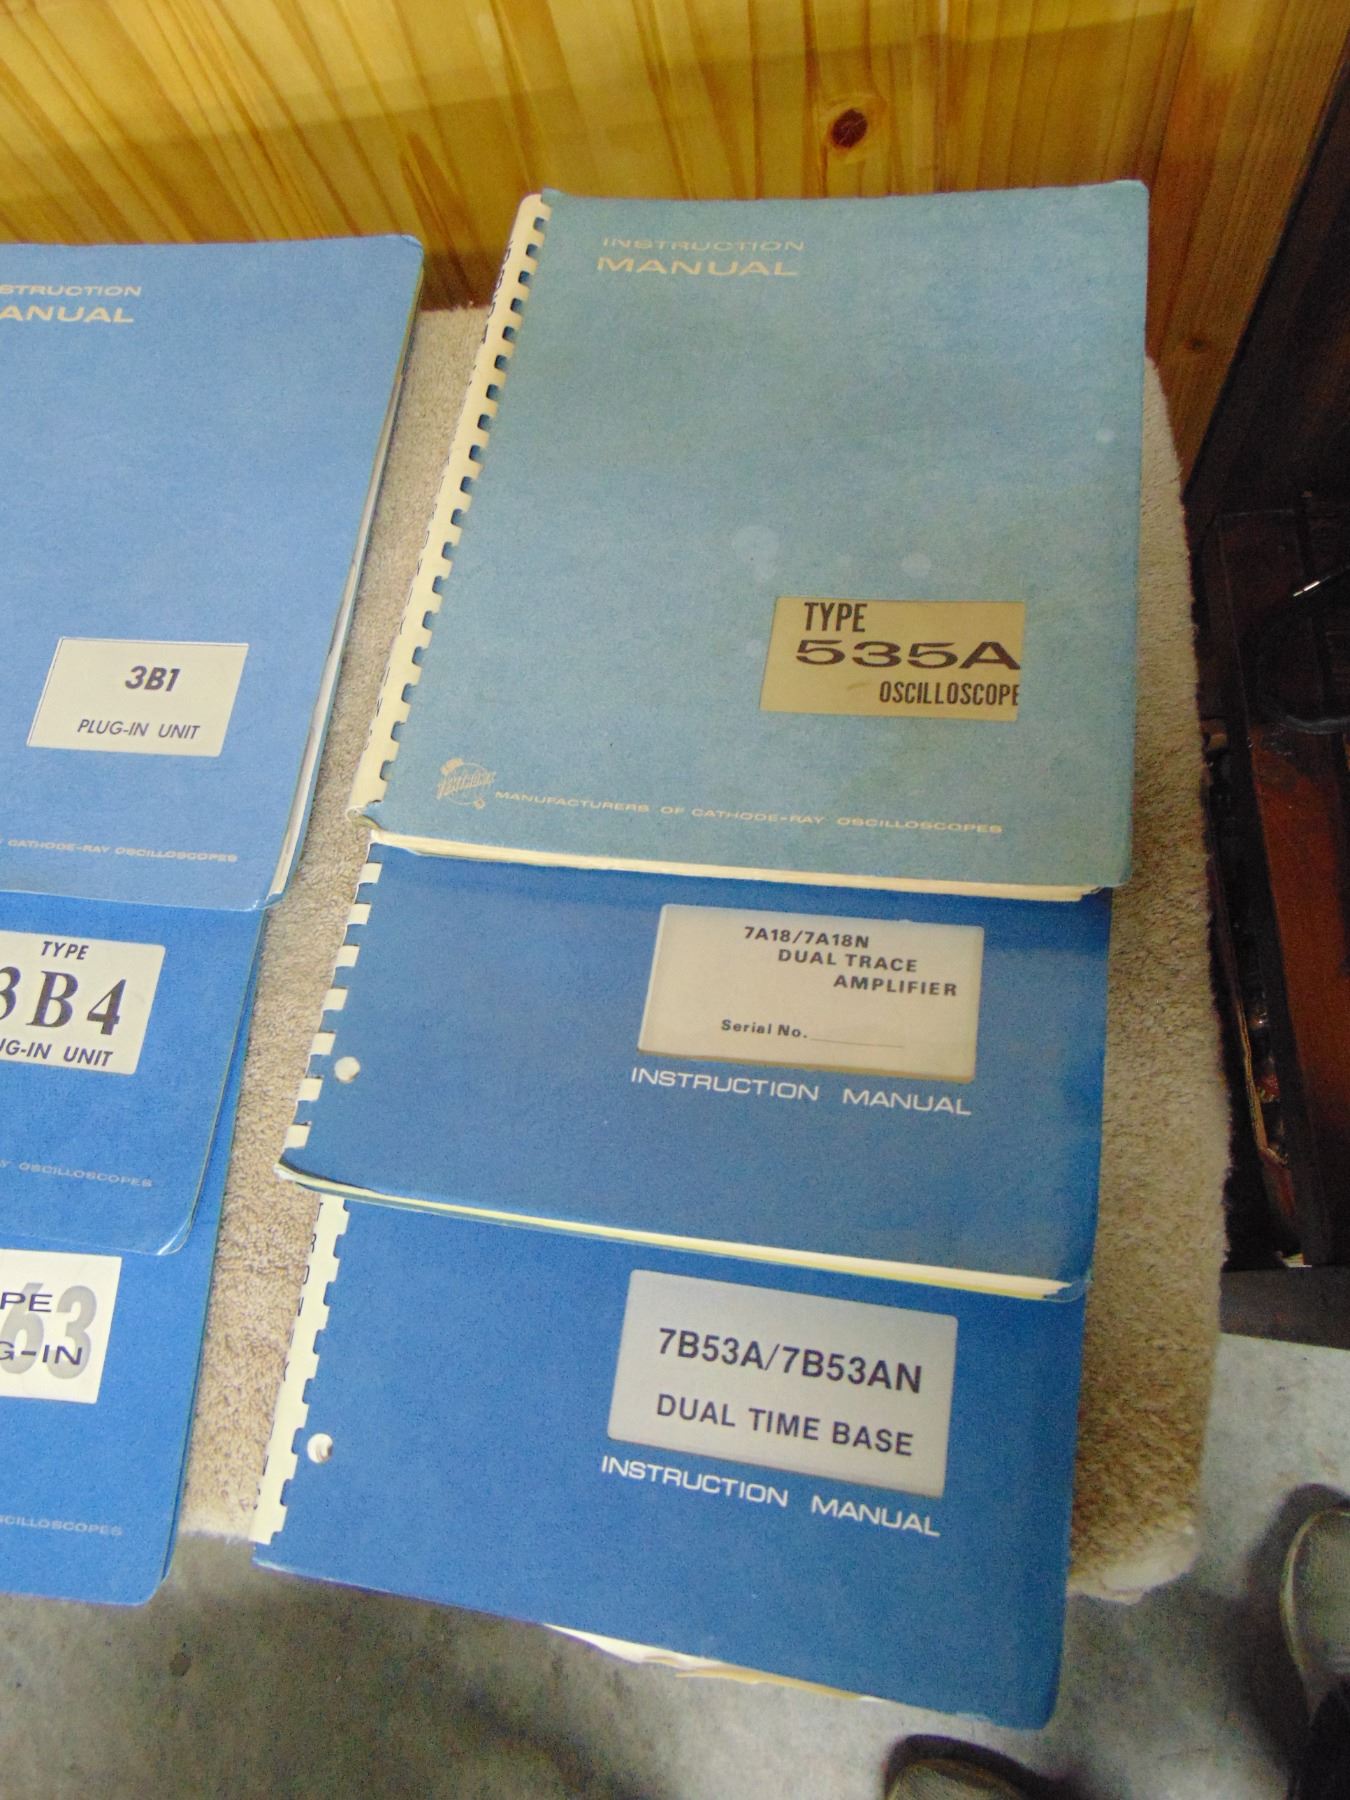 INSTRUCTION
MANUAL
TYPE
535A
OSCILLOSCOPE
TEKTRONIX
MANUFACTURERS OF CATHODE-RAY OSCILLOSCOPES
7A18/7A18N
DUAL TRACE
AMPLIFIER
Serial No.
INSTRUCTION MANUAL
7B53A/7B53AN
DUAL TIME BASE
INSTRUCTION MANUAL
STRUCTION
ANUAL
3B1
PLUG-IN UNIT
CATHODE-RAY OSCILLOSCOPES
TYPE
3B4
UG-IN UNIT
Y OSCILLOSCOPES
PE
63
G-IN
SCILLOSCOPES